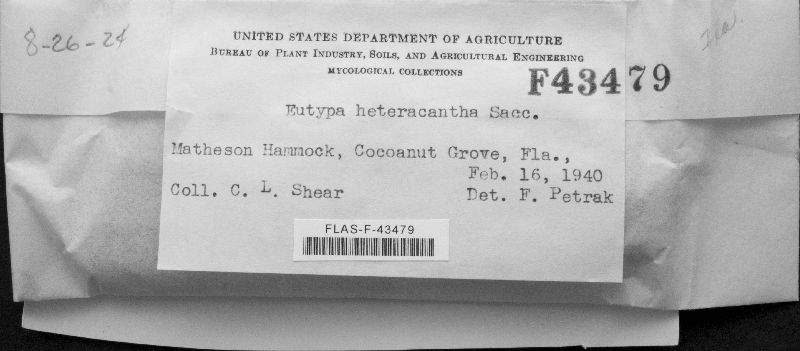 8-26-24
Fla.
UNITED STATES DEPARTMENT OF AGRICULTURE
BUREAU OF PLANT INDUSTRY, SOILS, AND AGRICULTURAL ENGINEERING
MYCOLOGICAL COLLECTIONS
F43479
Eutypa heteracantha Sacc.
Matheson Hammock, Cocoanut Grove, Fla.,
Feb. 16, 1940
Coll. C. L. Shear Det. F. Petrak
FLAS-F-43479